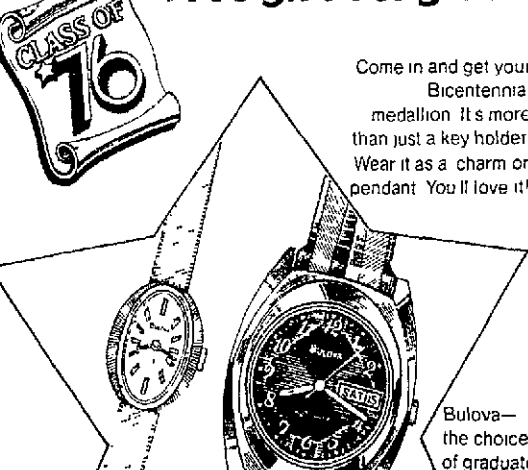 CLASS OF
'76
Come in and get your
Bicentennia
medallion It s more
than just a key holder
Wear it as a charm or
pendant You ll love it!
BULOVA
SAT
Bulova—
the choice
of graduate